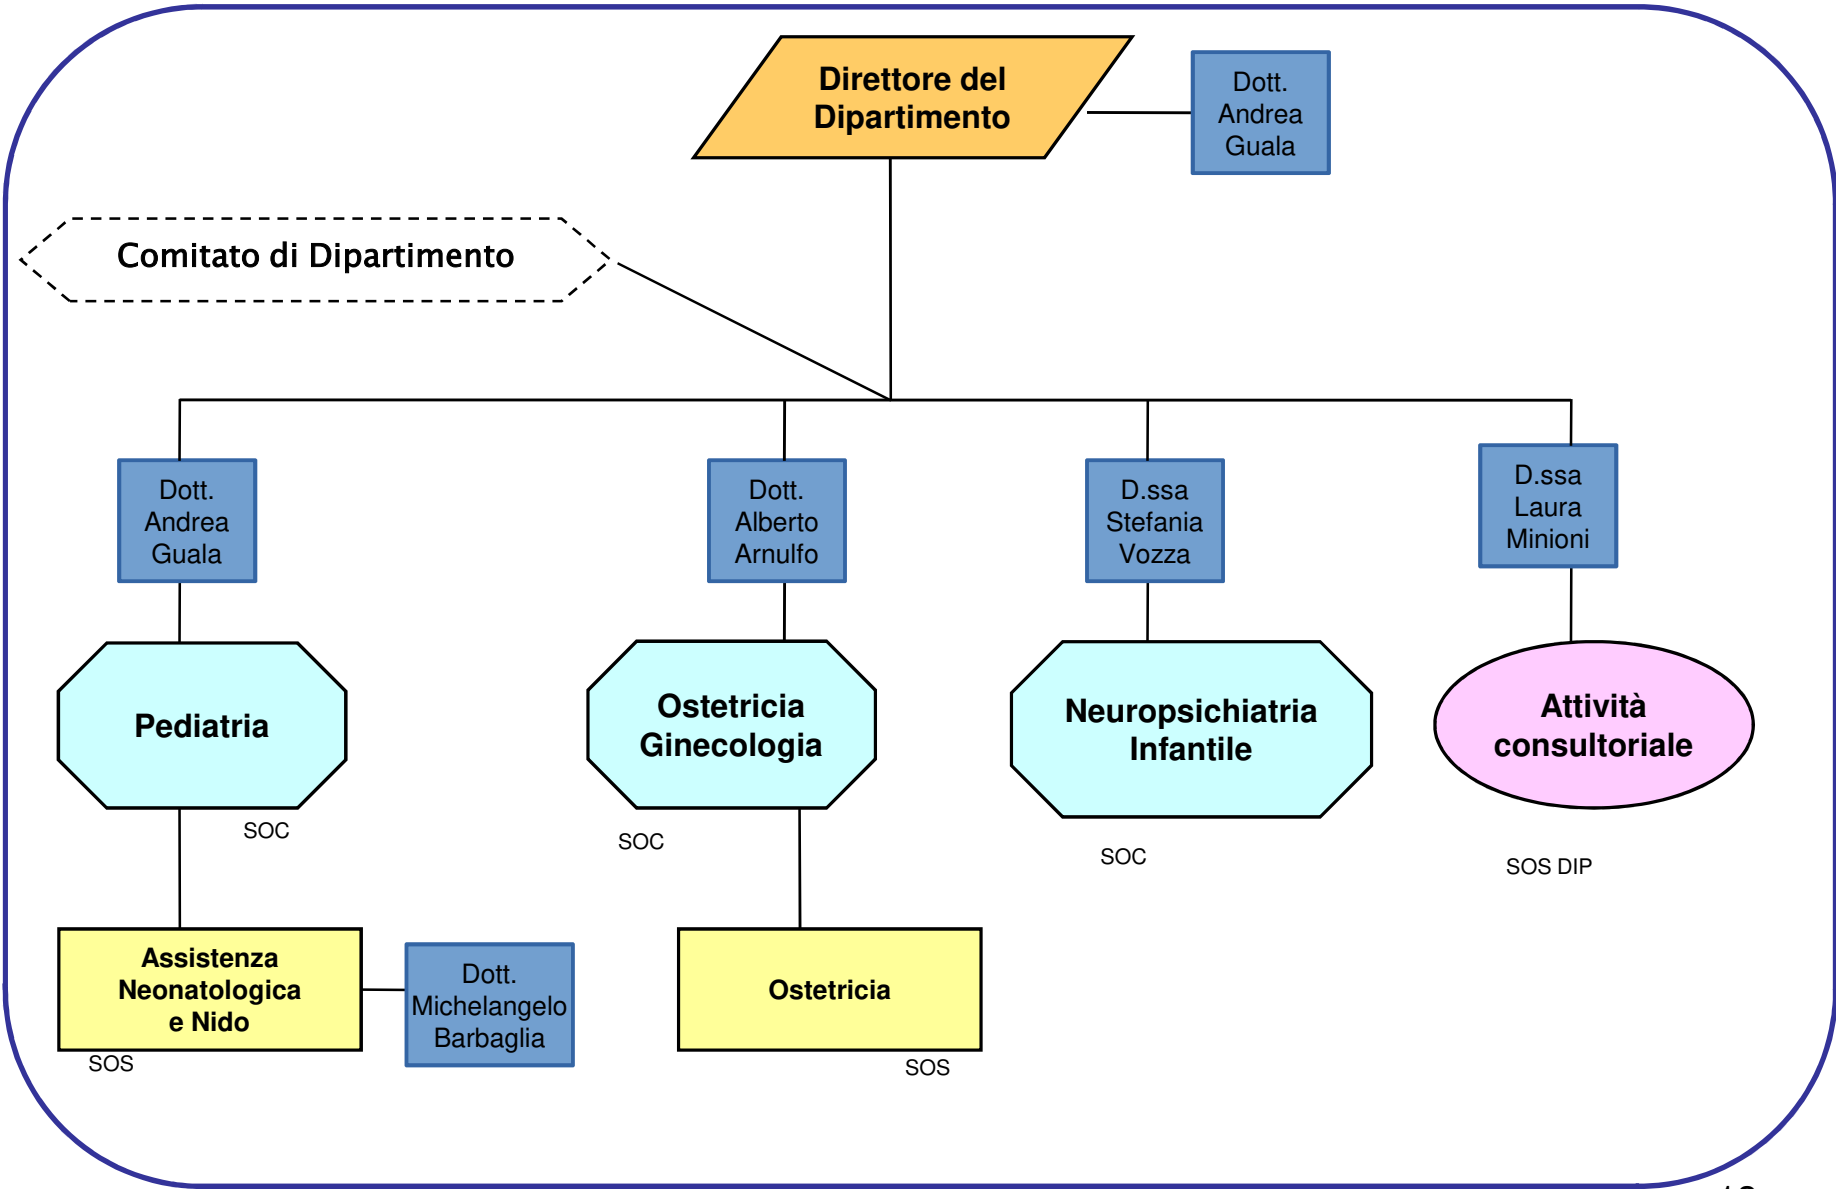 Direttore del
Dipartimento
Dott.
Andrea
Guala
Comitato di Dipartimento
Dott.
Andrea
Guala
Dott.
Alberto
Arnulfo
D.ssa
Stefania
Vozza
D.ssa
Laura
Minioni
Pediatria
Ostetricia
Ginecologia
Neuropsichiatria
Infantile
Attività
consultoriale
SOC
SOC
SOC
SOS DIP
Assistenza
Neonatologica
e Nido
Dott.
Michelangelo
Barbaglia
Ostetricia
SOS
SOS